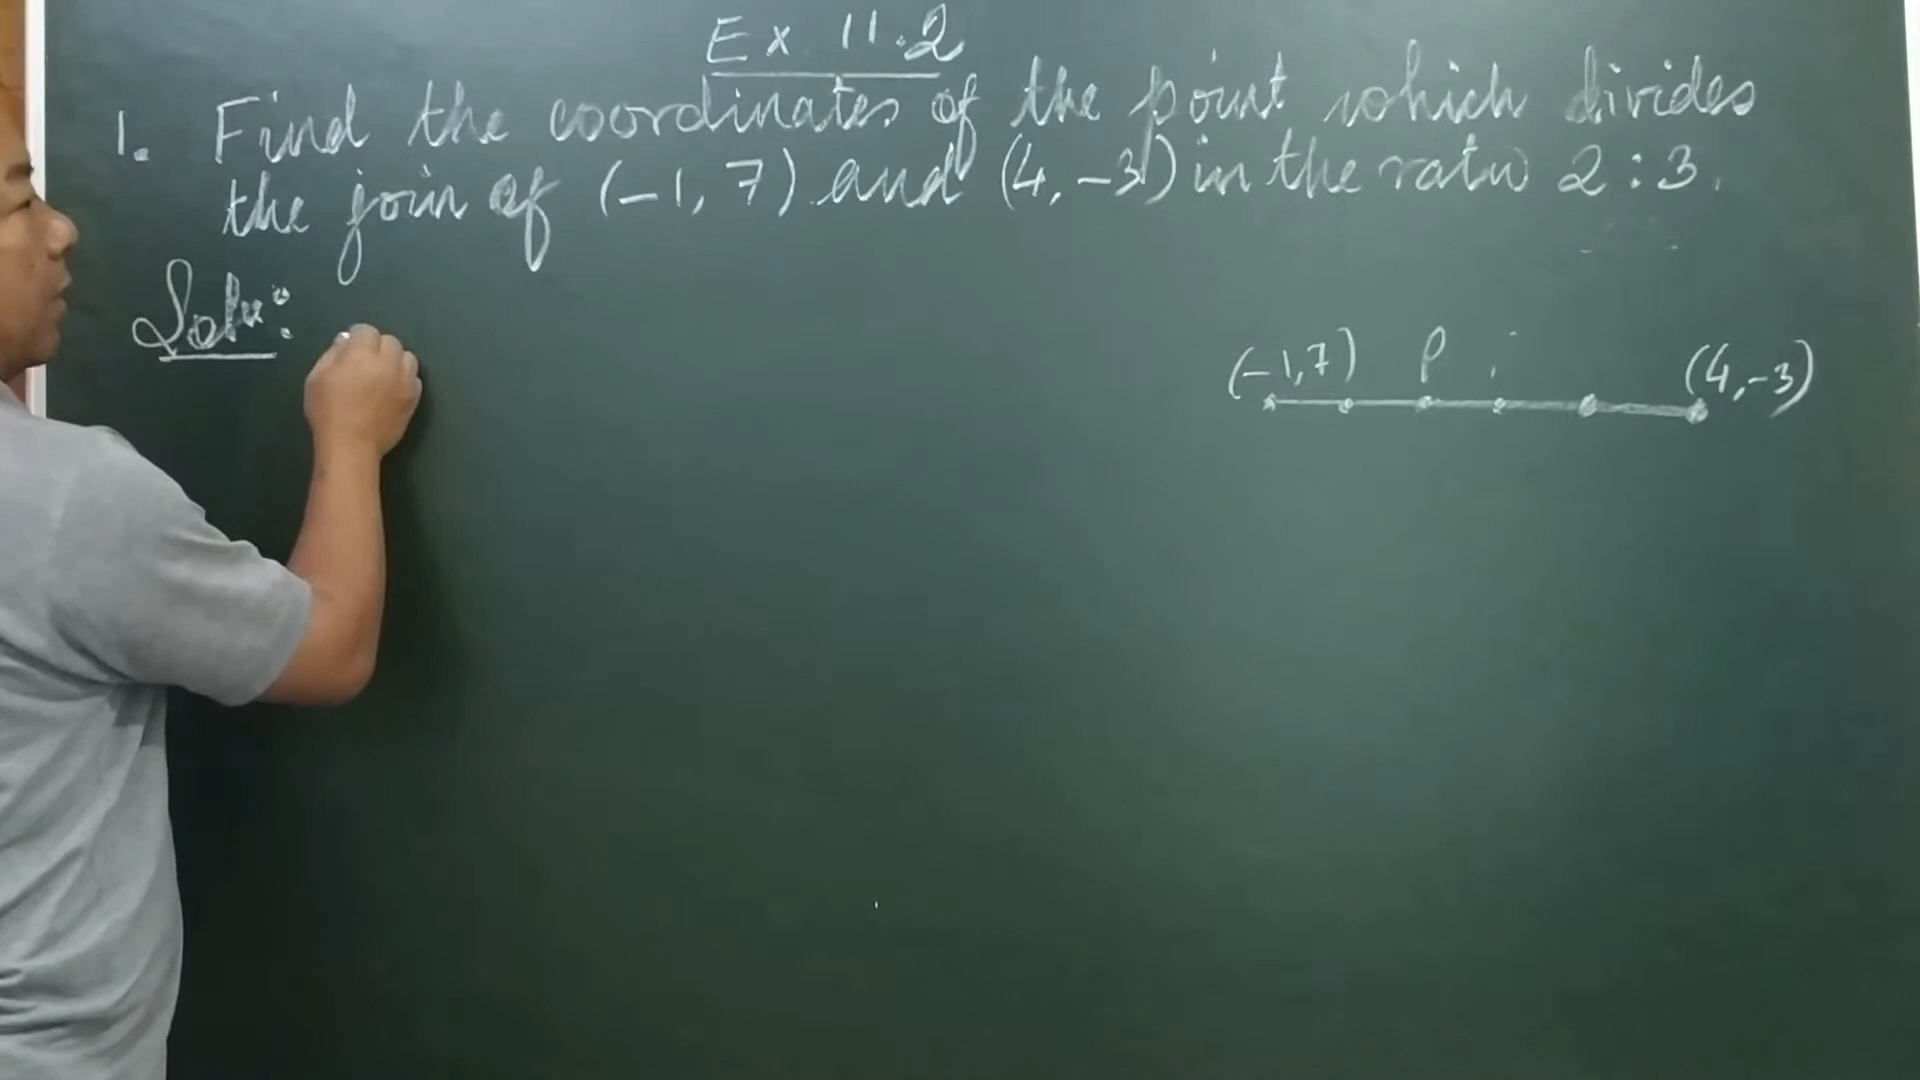 Ex 11.2
1. Find the coordinates of the point which divides
the join of (-1, 7) and (4, -3) in the ratio 2 : 3.
Soln:
(-1,7) P (4,-3)